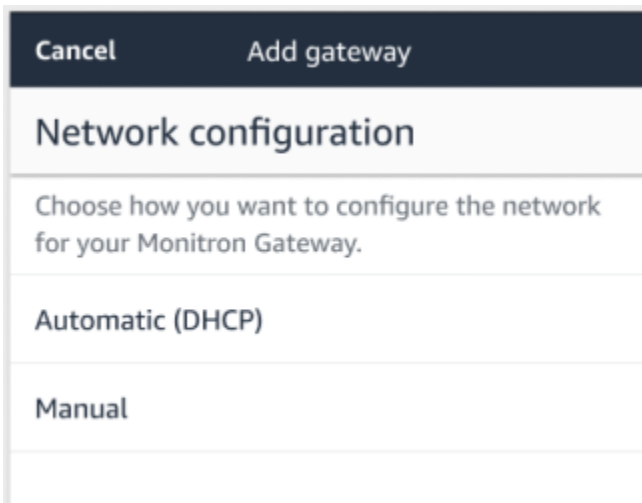 Cancel Add gateway
Network configuration
Choose how you want to configure the network
for your Monitron Gateway.
Automatic (DHCP)
Manual